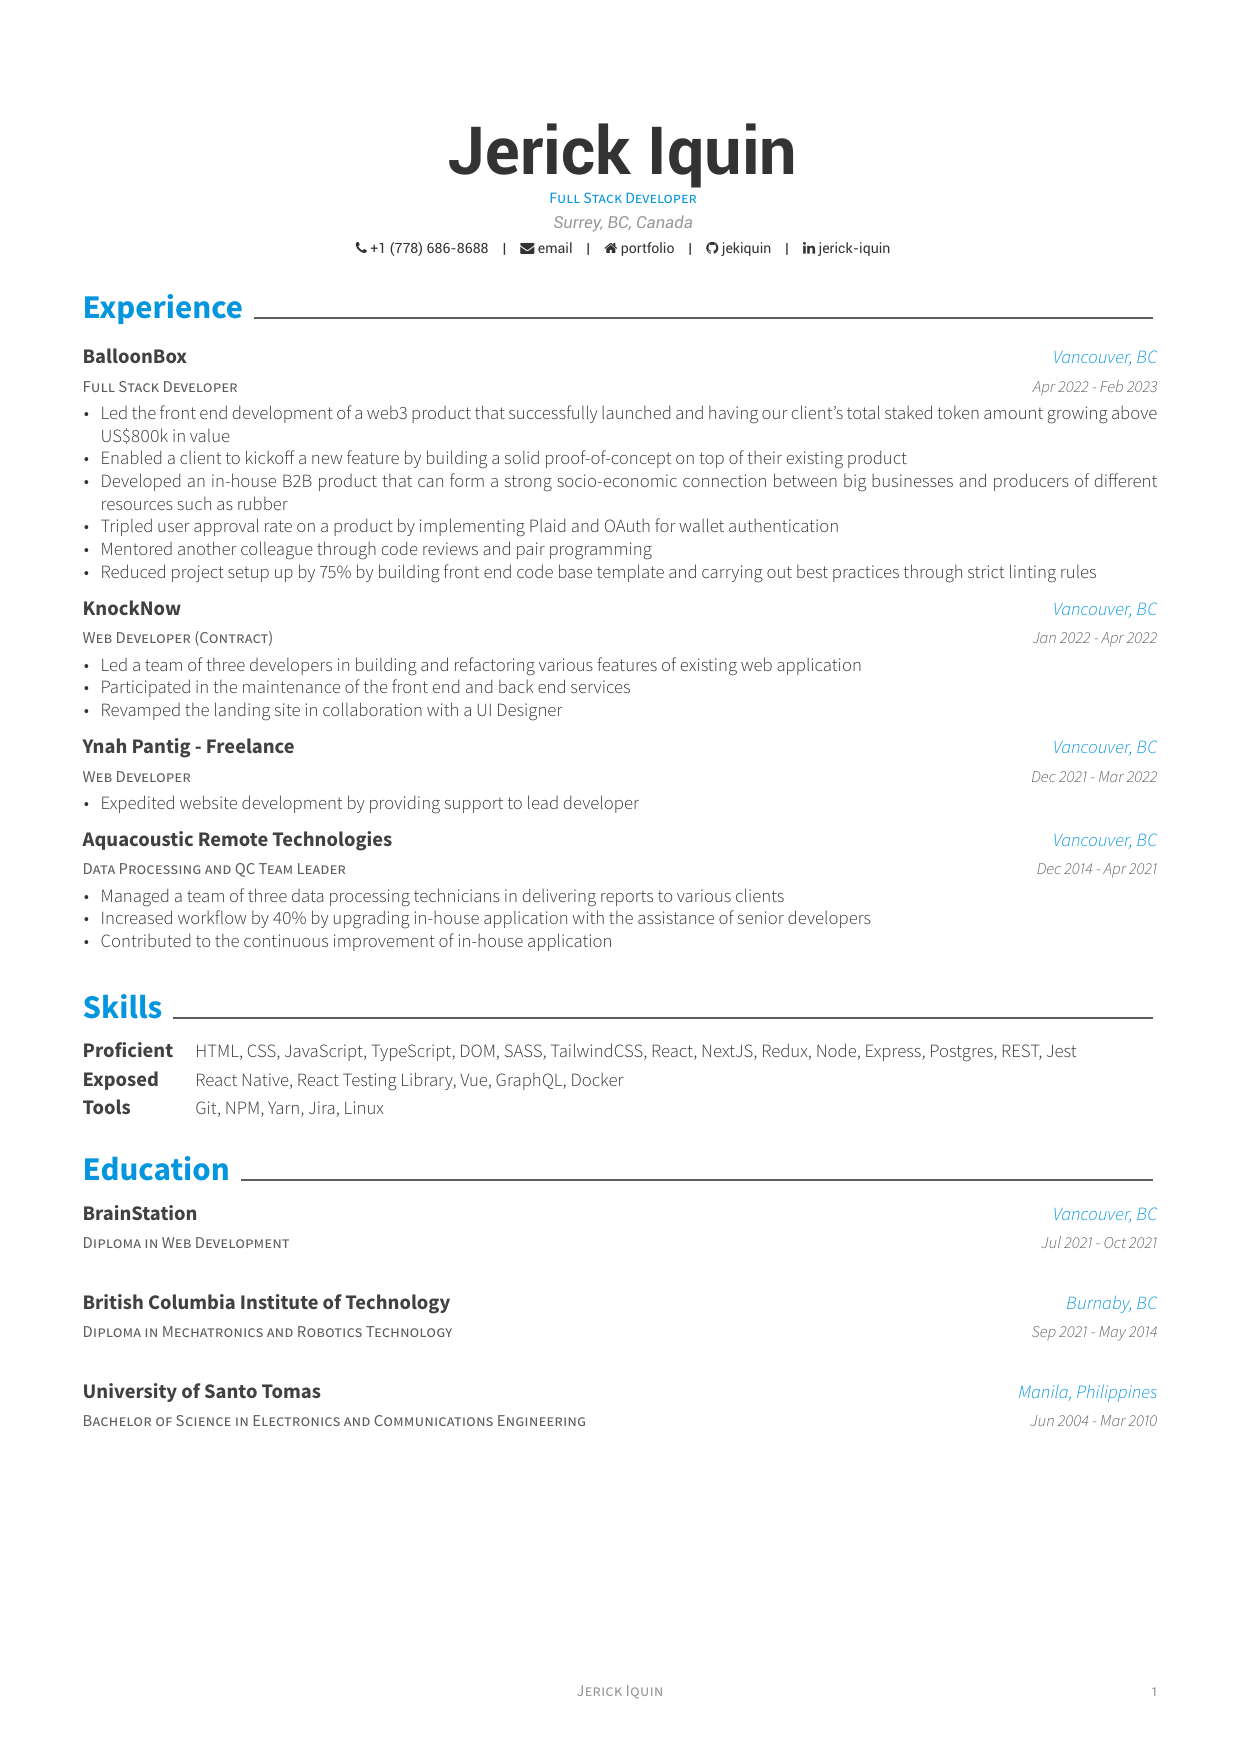 Jerick Iquin
Full Stack Developer
Surrey, BC, Canada
+1 (778) 686-8688 | email | portfolio | jekiquin | jerick-iquin
Experience
BalloonBox Vancouver, BC
Full Stack Developer Apr 2022 - Feb 2023
• Led the front end development of a web3 product that successfully launched and having our client's total staked token amount growing above
US$800k in value
• Enabled a client to kickoff a new feature by building a solid proof-of-concept on top of their existing product
• Developed an in-house B2B product that can form a strong socio-economic connection between big businesses and producers of different
resources such as rubber
• Tripled user approval rate on a product by implementing Plaid and OAuth for wallet authentication
• Mentored another colleague through code reviews and pair programming
• Reduced project setup up by 75% by building front end code base template and carrying out best practices through strict linting rules
KnockNow Vancouver, BC
Web Developer (Contract) Jan 2022 - Apr 2022
• Led a team of three developers in building and refactoring various features of existing web application
• Participated in the maintenance of the front end and back end services
• Revamped the landing site in collaboration with a UI Designer
Ynah Pantig - Freelance Vancouver, BC
Web Developer Dec 2021 - Mar 2022
• Expedited website development by providing support to lead developer
Aquacoustic Remote Technologies Vancouver, BC
Data Processing and QC Team Leader Dec 2014 - Apr 2021
• Managed a team of three data processing technicians in delivering reports to various clients
• Increased workflow by 40% by upgrading in-house application with the assistance of senior developers
• Contributed to the continuous improvement of in-house application
Skills
Proficient HTML, CSS, JavaScript, TypeScript, DOM, SASS, TailwindCSS, React, NextJS, Redux, Node, Express, Postgres, REST, Jest
Exposed React Native, React Testing Library, Vue, GraphQL, Docker
Tools Git, NPM, Yarn, Jira, Linux
Education
BrainStation Vancouver, BC
Diploma in Web Development Jul 2021 - Oct 2021
British Columbia Institute of Technology Burnaby, BC
Diploma in Mechatronics and Robotics Technology Sep 2021 - May 2014
University of Santo Tomas Manila, Philippines
Bachelor of Science in Electronics and Communications Engineering Jun 2004 - Mar 2010
Jerick Iquin 1